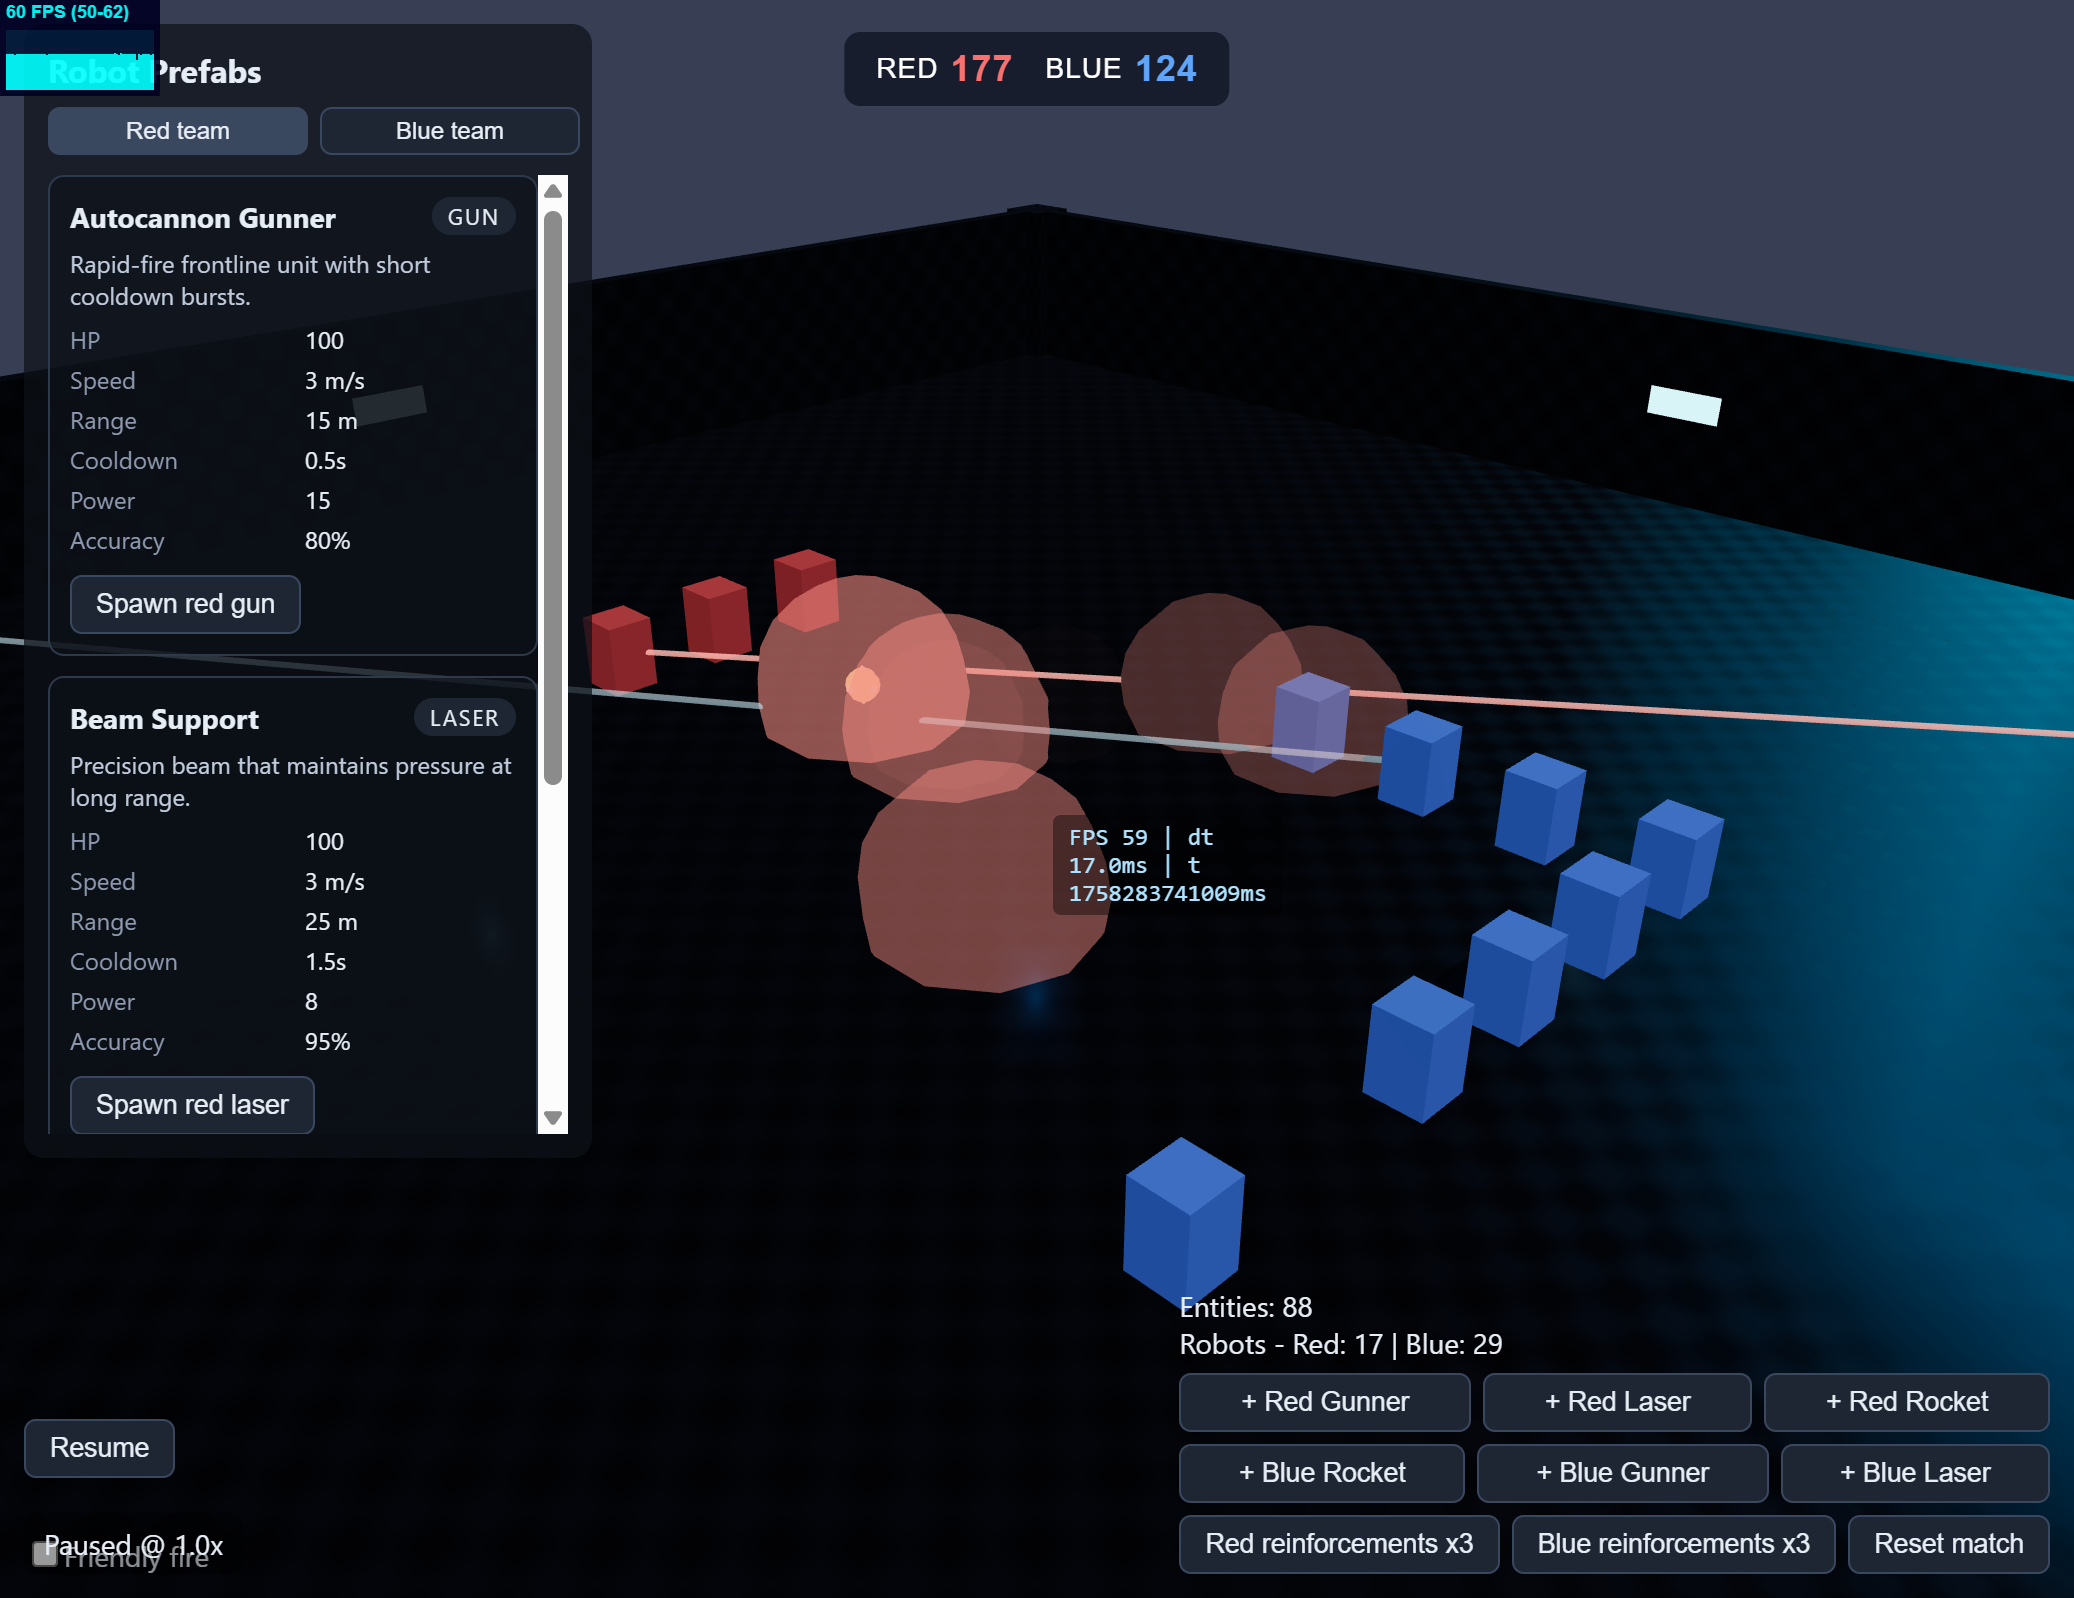 60 FPS (50-62)
Robot Prefabs
Red team
Blue team
RED 177 BLUE 124
Autocannon Gunner
GUN
Rapid-fire frontline unit with short
cooldown bursts.
HP 100
Speed 3 m/s
Range 15 m
Cooldown 0.5s
Power 15
Accuracy 80%
Spawn red gun
Beam Support
LASER
Precision beam that maintains pressure at
long range.
HP 100
Speed 3 m/s
Range 25 m
Cooldown 1.5s
Power 8
Accuracy 95%
Spawn red laser
FPS 59 | dt
17.0ms | t
1758283741009ms
Entities: 88
Robots - Red: 17 | Blue: 29
+ Red Gunner
+ Red Laser
+ Red Rocket
+ Blue Rocket
+ Blue Gunner
+ Blue Laser
Red reinforcements x3
Blue reinforcements x3
Reset match
Resume
Paused @ 1.0x
Friendly fire